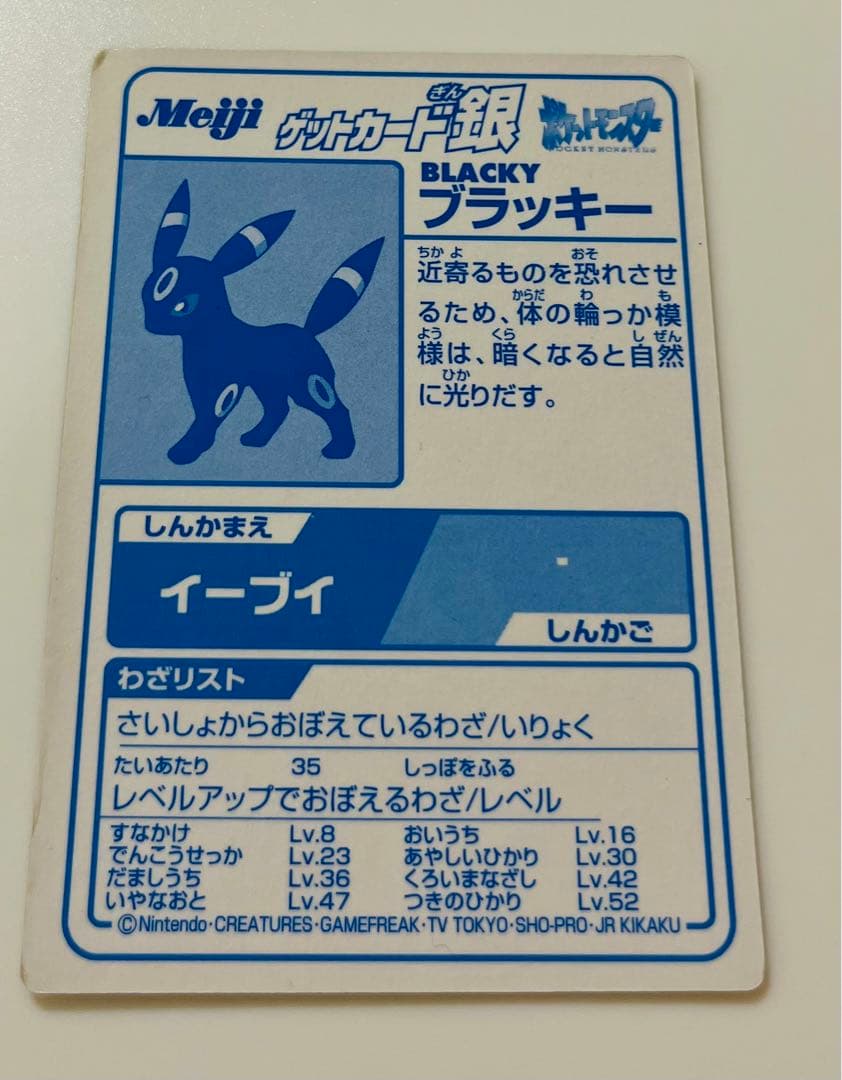 Meiji ゲットカード銀 ポケットモンスター
ぎん
POCKET MONSTERS
BLACKY
ブラッキー
ちか よ おそ
近寄るものを恐れさせ
からだ わ も
るため、体の輪っか模
よう くら し ぜん
様は、暗くなると自然
ひか
に光りだす。
しんかまえ
イーブイ
しんかご
わざリスト
さいしょからおぼえているわざ/いりょく
たいあたり 35 しっぽをふる
レベルアップでおぼえるわざ/レベル
すなかけ Lv.8 おいうち Lv.16
でんこうせっか Lv.23 あやしいひかり Lv.30
だましうち Lv.36 くろいまなざし Lv.42
いやなおと Lv.47 つきのひかり Lv.52
©Nintendo・CREATURES・GAMEFREAK・TV TOKYO・SHO-PRO・JR KIKAKU